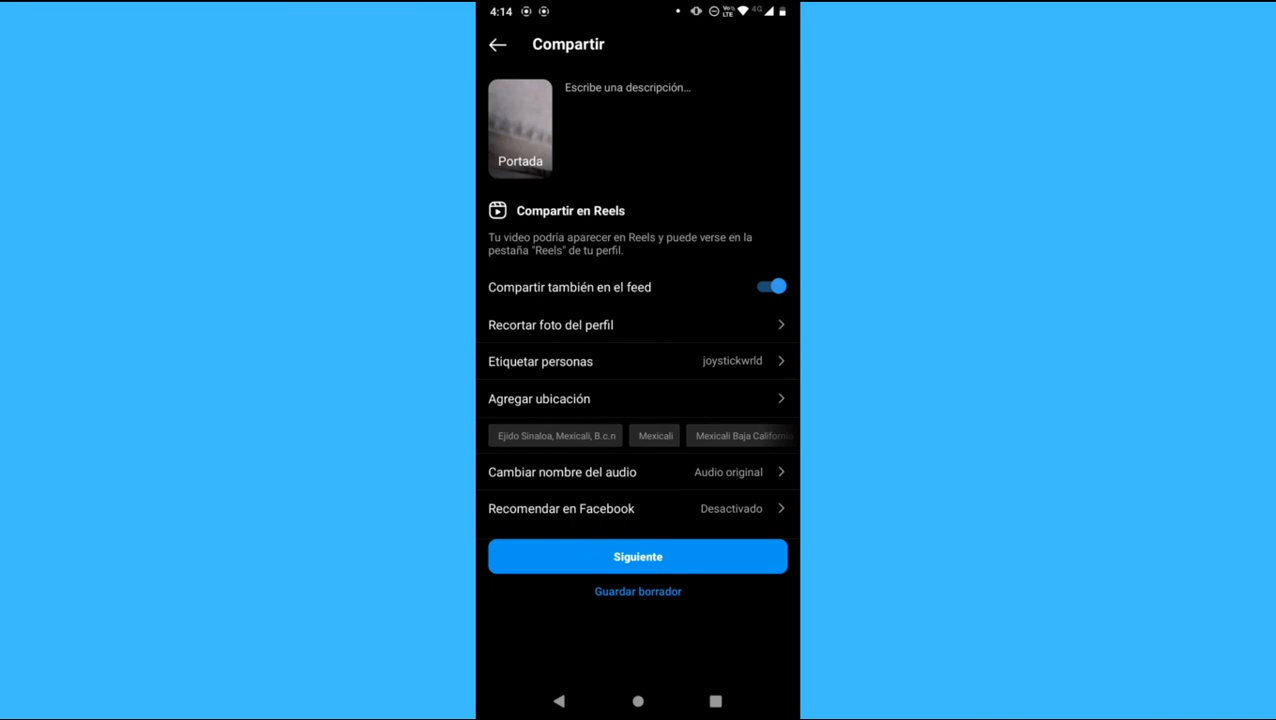 4:14
Vo LTE 4G
Compartir
Escribe una descripción...
Portada
Compartir en Reels
Tu video podría aparecer en Reels y puede verse en la
pestaña "Reels" de tu perfil.
Compartir también en el feed
Recortar foto del perfil
Etiquetar personas joystickwrld
Agregar ubicación
Ejido Sinaloa, Mexicali, B.c.n Mexicali Mexicali Baja California
Cambiar nombre del audio Audio original
Recomendar en Facebook Desactivado
Siguiente
Guardar borrador